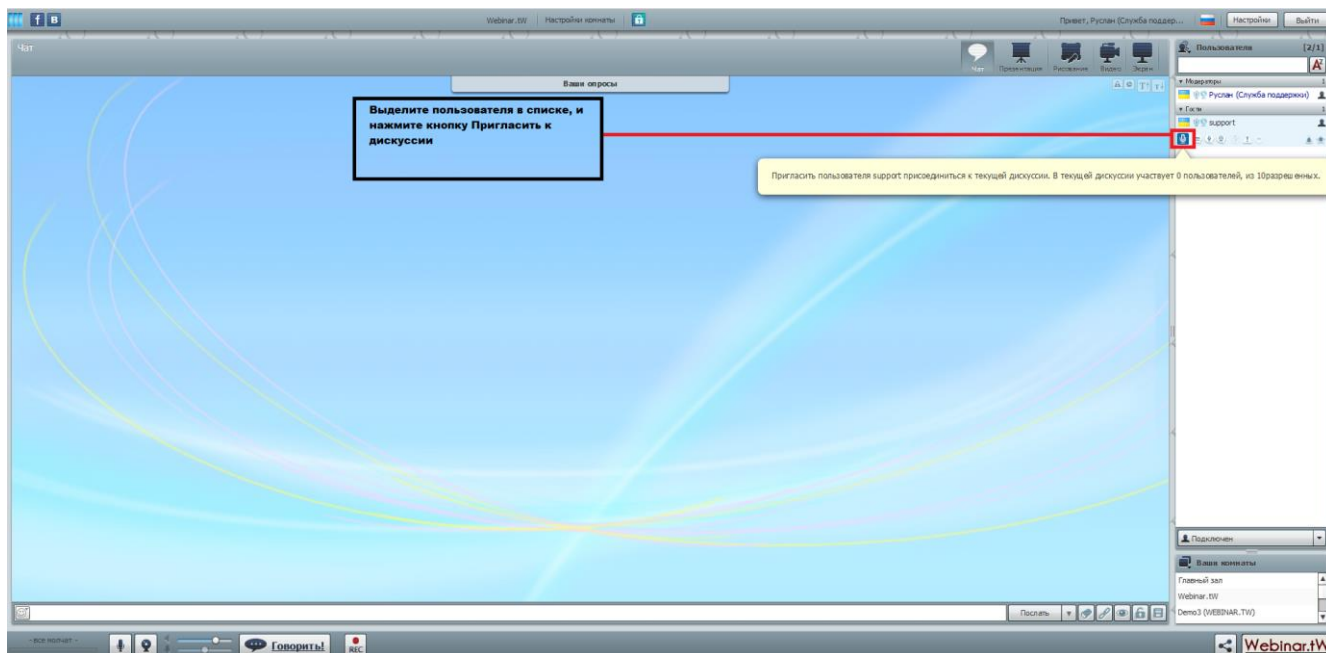 Webinar.tW
Настройки комнаты
Привет, Руслан (Служба поддер...
Настройки
Выйти
Чат
Чат
Презентация
Рисование
Видео
Экран
Пользователи
[2/1]
Ваши опросы
Модераторы
1
Руслан (Служба поддержки)
Гости
1
support
Выделите пользователя в списке, и
нажмите кнопку Пригласить к
дискуссии
Пригласить пользователя support присоединиться к текущей дискуссии. В текущей дискуссии участвует 0 пользователей, из 10разрешенных.
Подключен
Ваши комнаты
Главный зал
Webinar.tW
Demo3 (WEBINAR.TW)
Послать
- все молчат -
Говорить!
REC
Webinar.tW